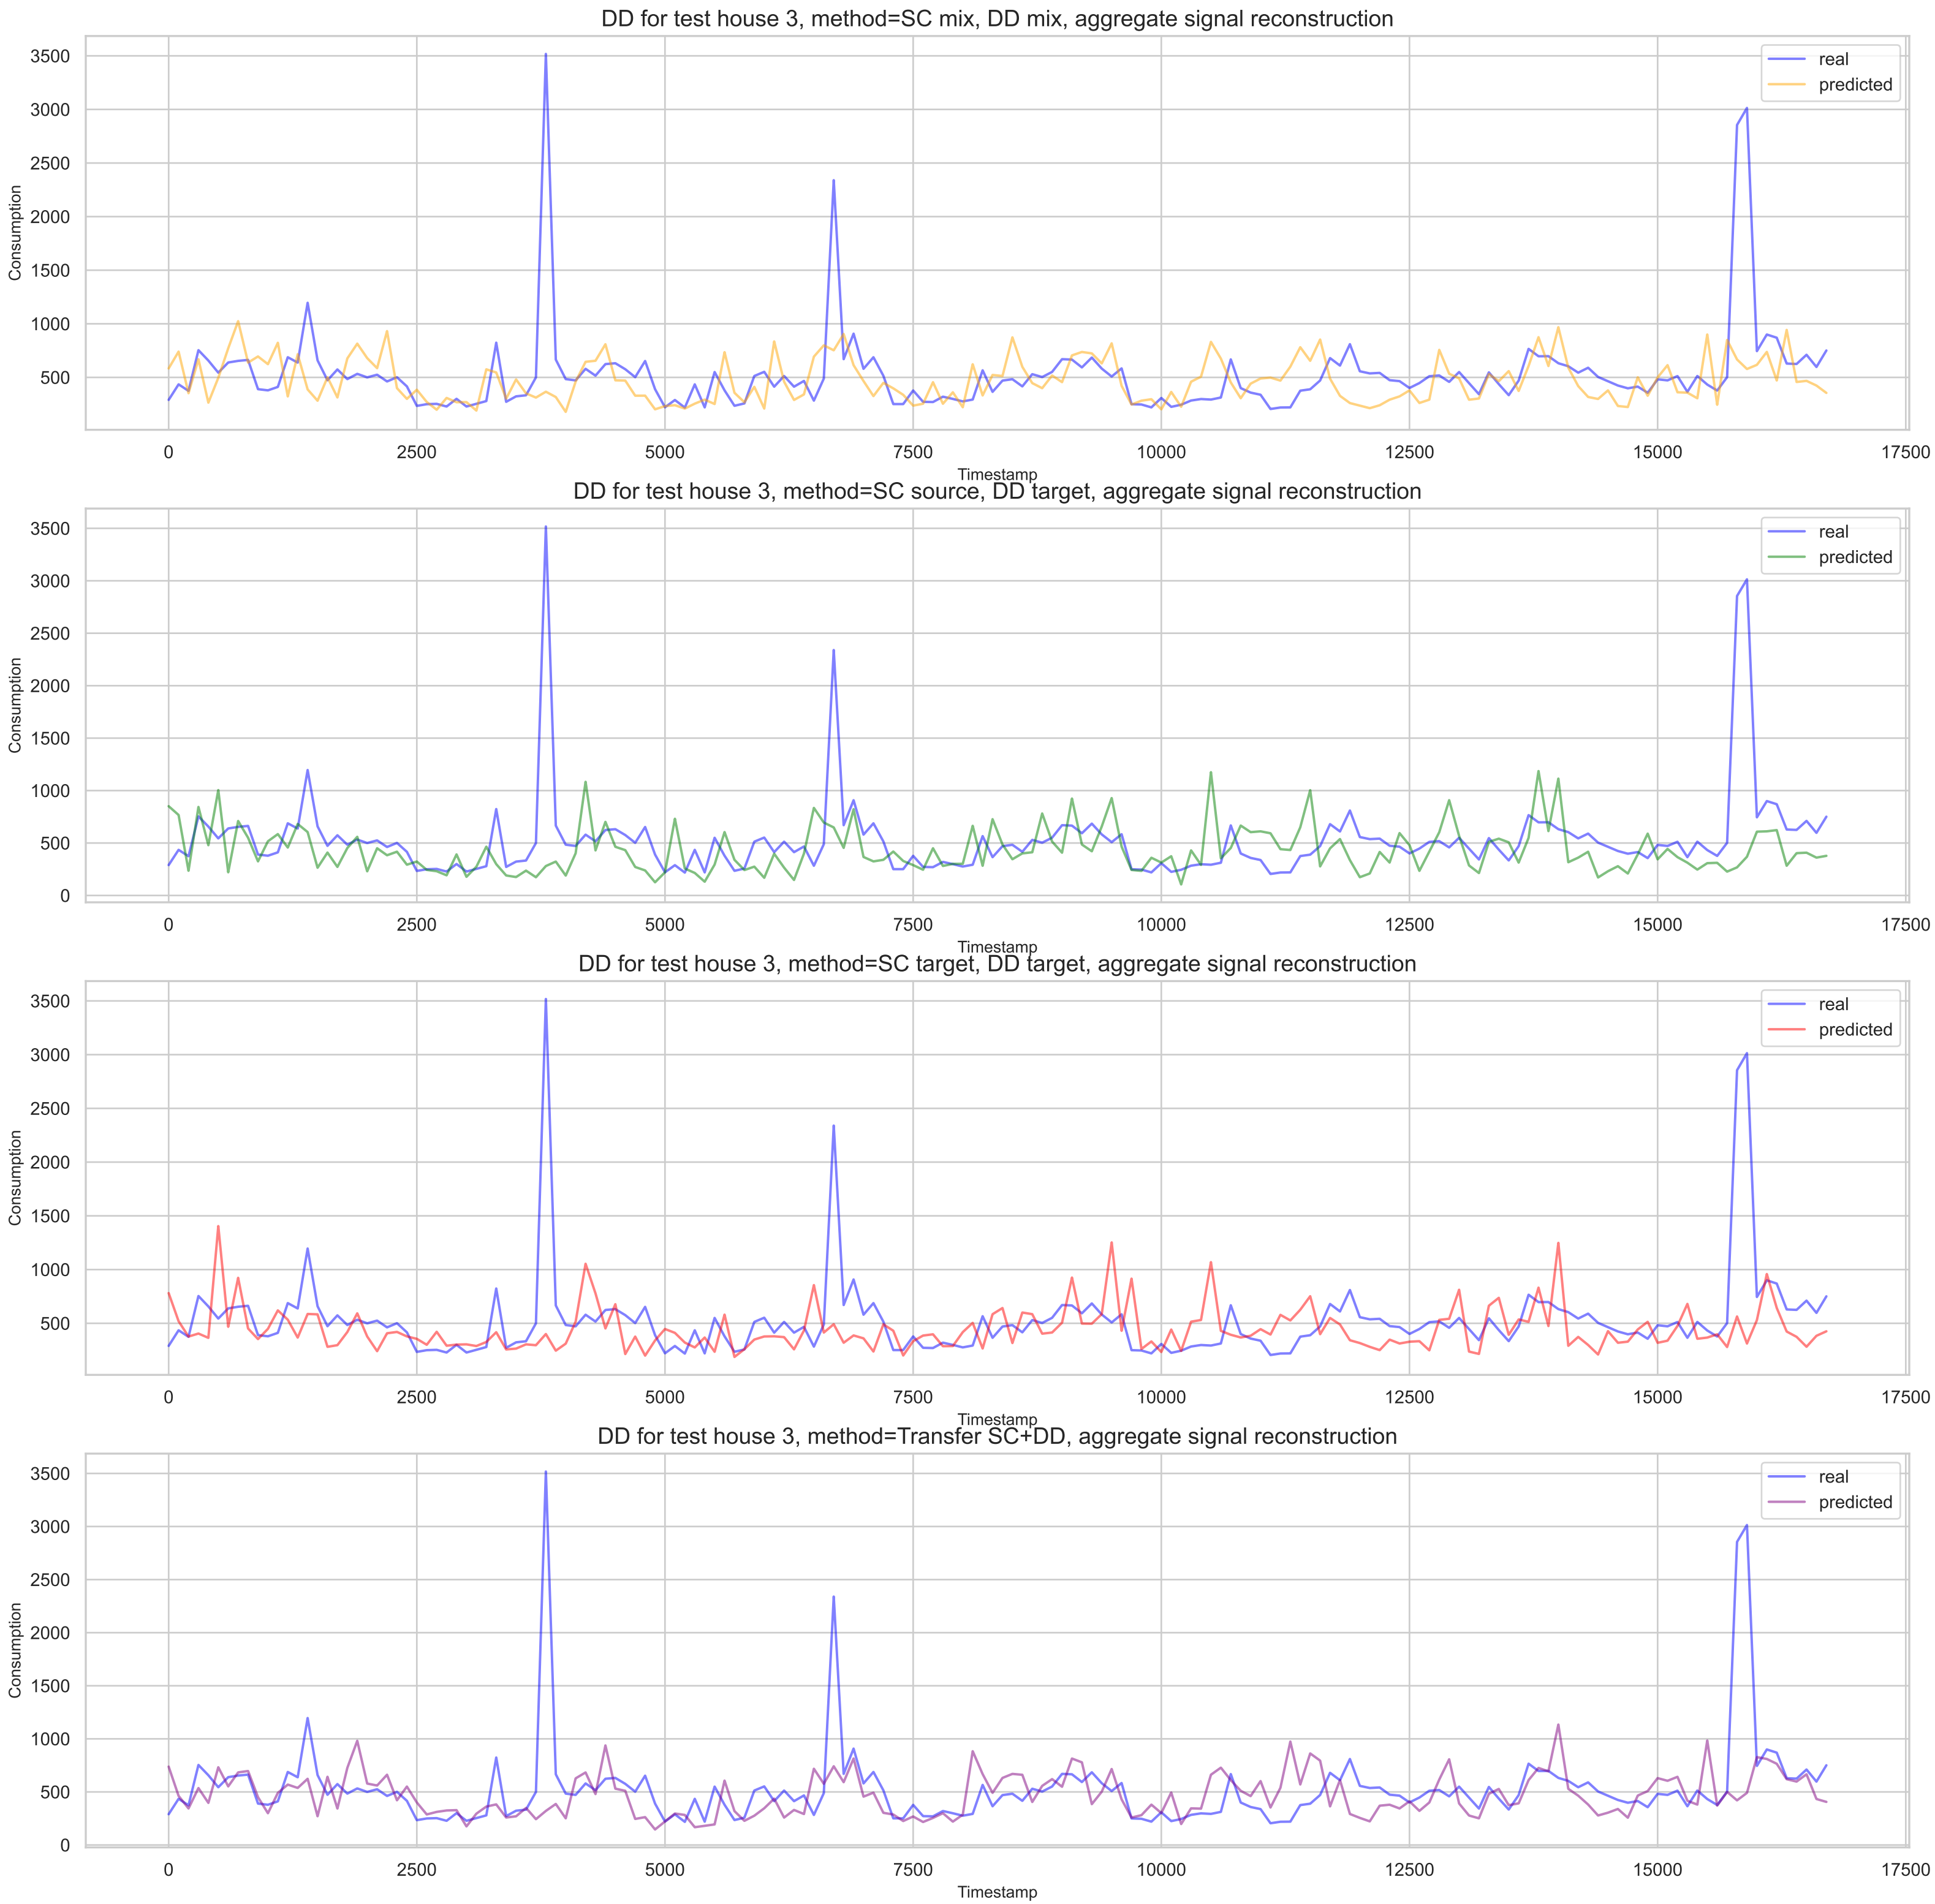 DD for test house 3, method=SC mix, DD mix, aggregate signal reconstruction
3500
3000
2500
2000
1500
1000
500
Consumption
real
predicted
0 2500 5000 7500 10000 12500 15000 17500
Timestamp
DD for test house 3, method=SC source, DD target, aggregate signal reconstruction
3500
3000
2500
2000
1500
1000
500
0
Consumption
real
predicted
0 2500 5000 7500 10000 12500 15000 17500
Timestamp
DD for test house 3, method=SC target, DD target, aggregate signal reconstruction
3500
3000
2500
2000
1500
1000
500
Consumption
real
predicted
0 2500 5000 7500 10000 12500 15000 17500
Timestamp
DD for test house 3, method=Transfer SC+DD, aggregate signal reconstruction
3500
3000
2500
2000
1500
1000
500
0
Consumption
real
predicted
0 2500 5000 7500 10000 12500 15000 17500
Timestamp